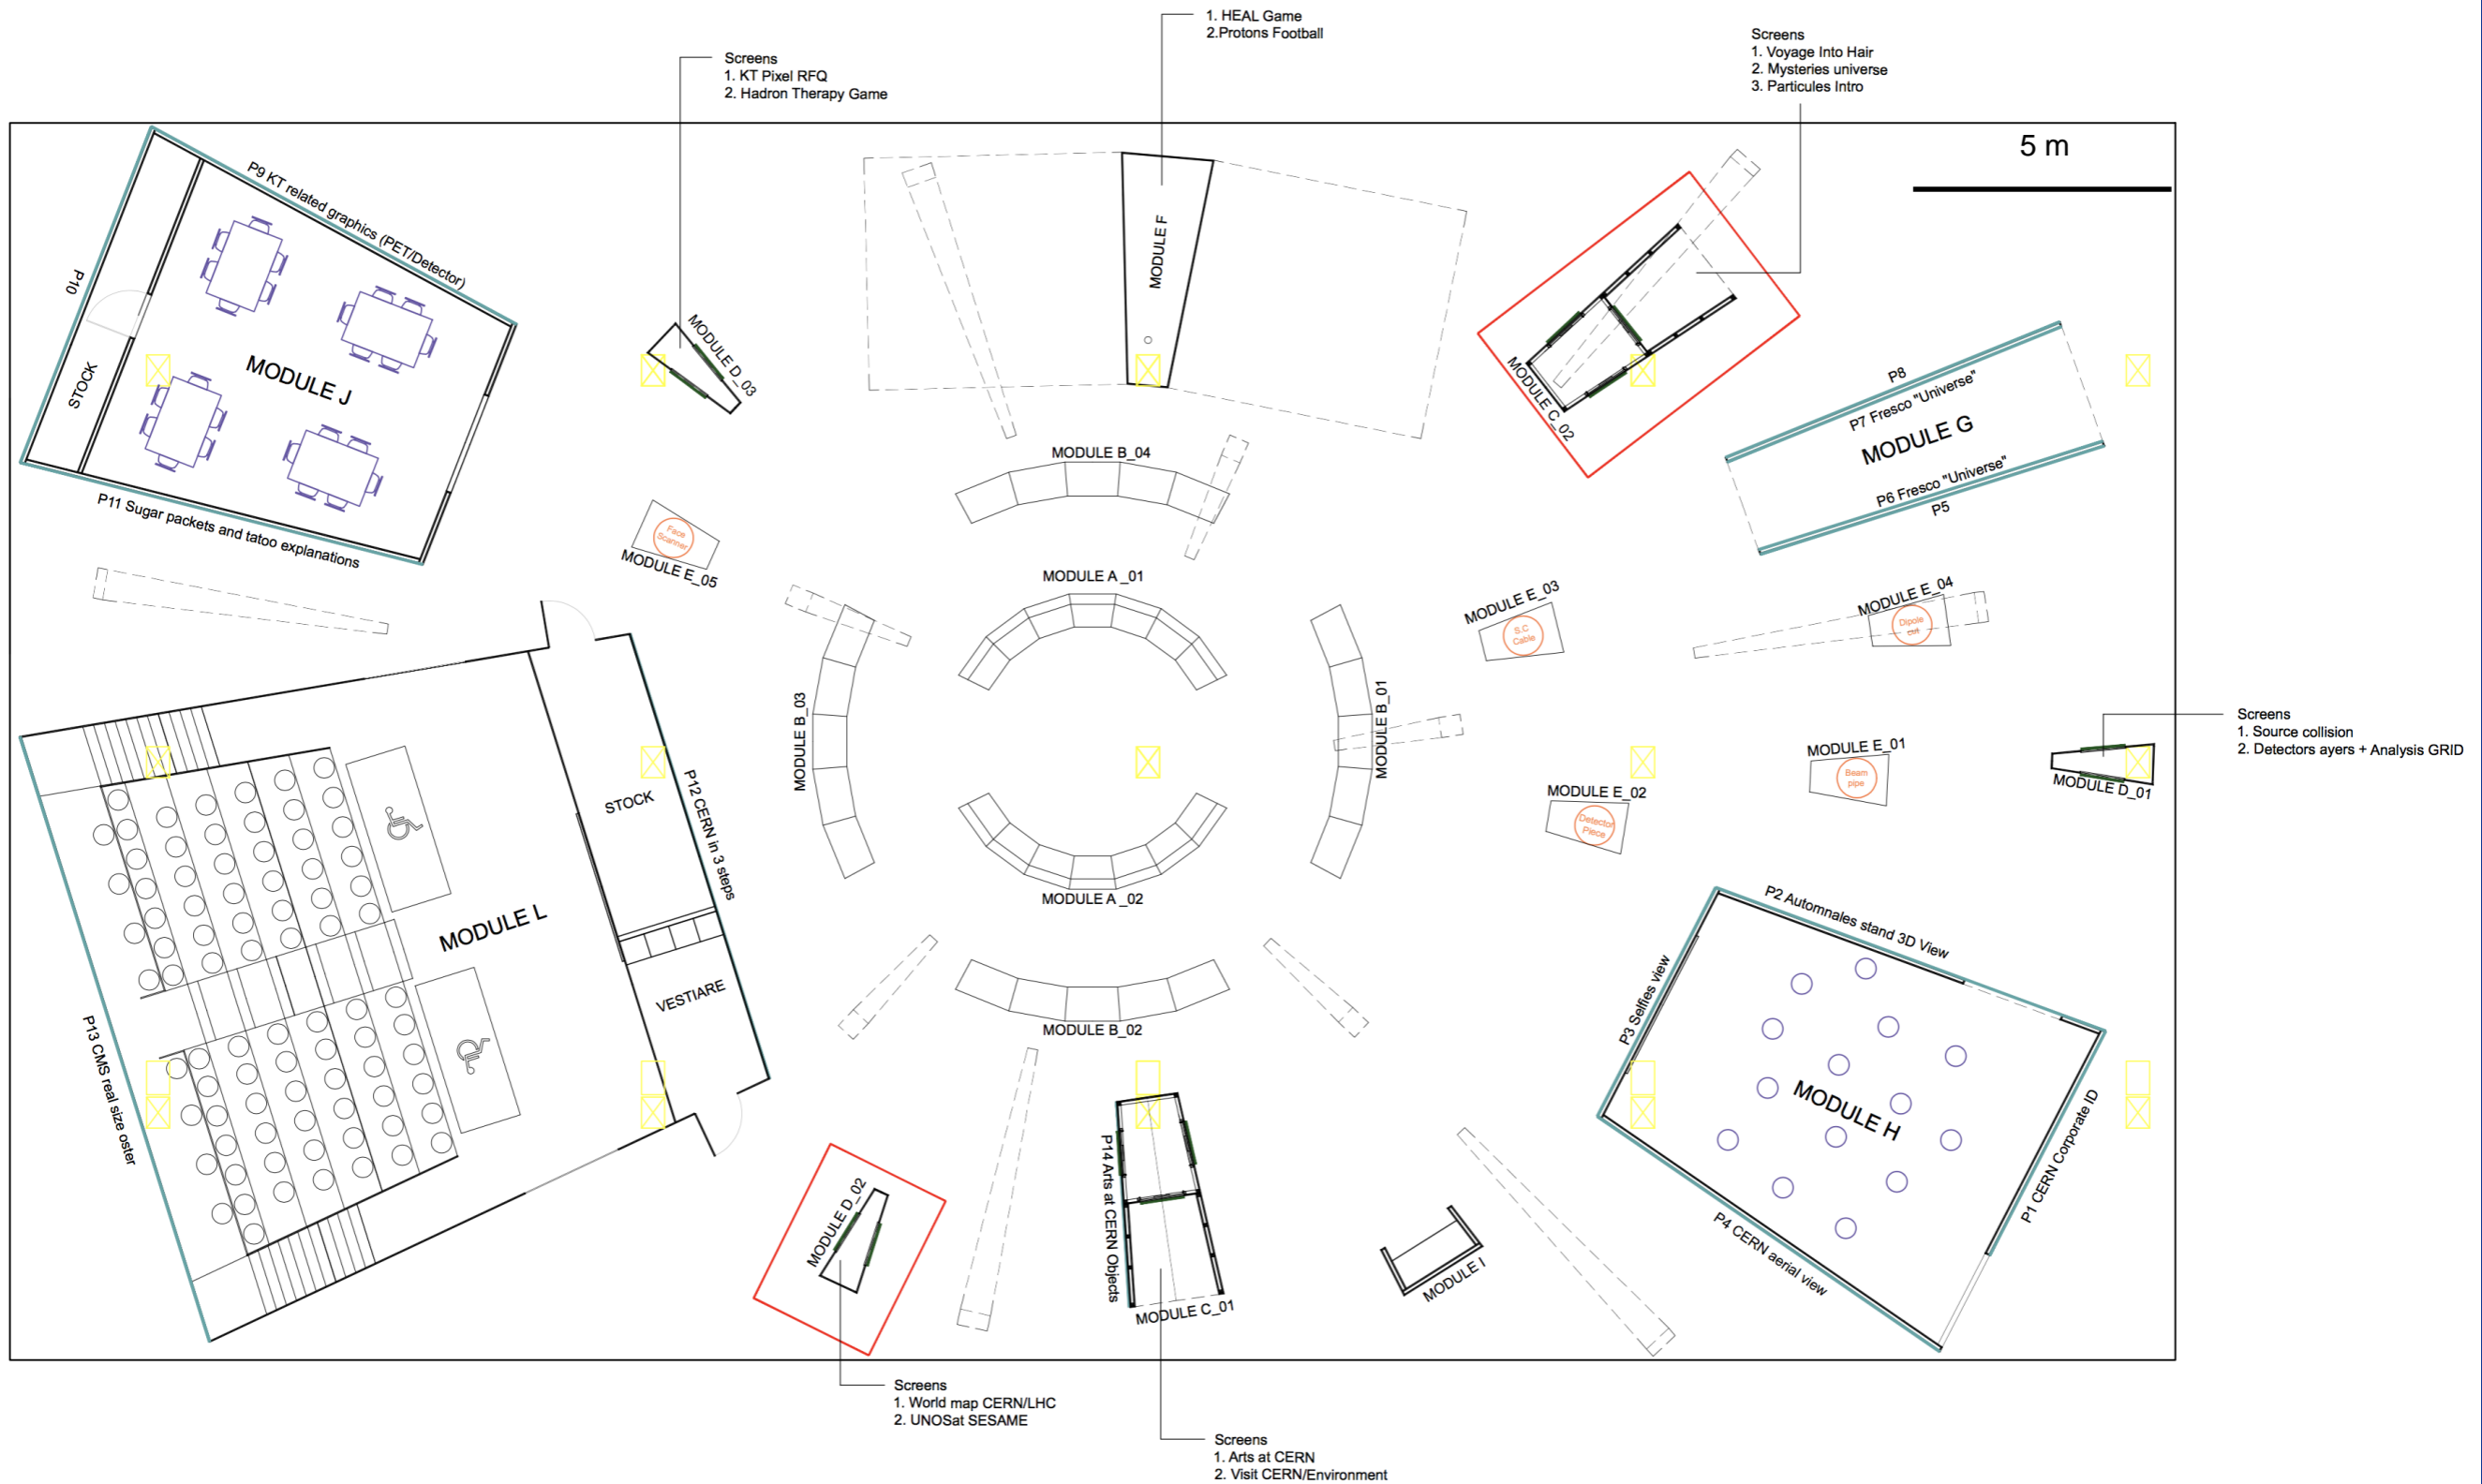 1. HEAL Game
2.Protons Football
Screens
1. KT Pixel RFQ
2. Hadron Therapy Game
Screens
1. Voyage Into Hair
2. Mysteries universe
3. Particules Intro
5 m
P9 KT related graphics (PET/Detector)
P10
STOCK
MODULE J
P11 Sugar packets and tatoo explanations
MODULE D_03
MODULE F
MODULE C_02
P8
P7 Fresco "Universe"
MODULE G
P6 Fresco "Universe"
P5
MODULE B_04
Face
Scanner
MODULE E_05
MODULE A _01
MODULE E_03
S.C
Cable
MODULE E_04
Dipole
cut
MODULE B_03
MODULE B_01
Screens
1. Source collision
2. Detectors ayers + Analysis GRID
MODULE E_01
Beam
pipe
MODULE D_01
MODULE E_02
Detector
Piece
STOCK
P12 CERN in 3 steps
MODULE L
VESTIARE
P13 CMS real size oster
MODULE A _02
MODULE B_02
P2 Automnales stand 3D View
P3 Selfies view
MODULE H
P1 CERN Corporate ID
P4 CERN aerial view
MODULE D_02
P14 Arts at CERN Objects
MODULE C_01
MODULE I
Screens
1. World map CERN/LHC
2. UNOSat SESAME
Screens
1. Arts at CERN
2. Visit CERN/Environment